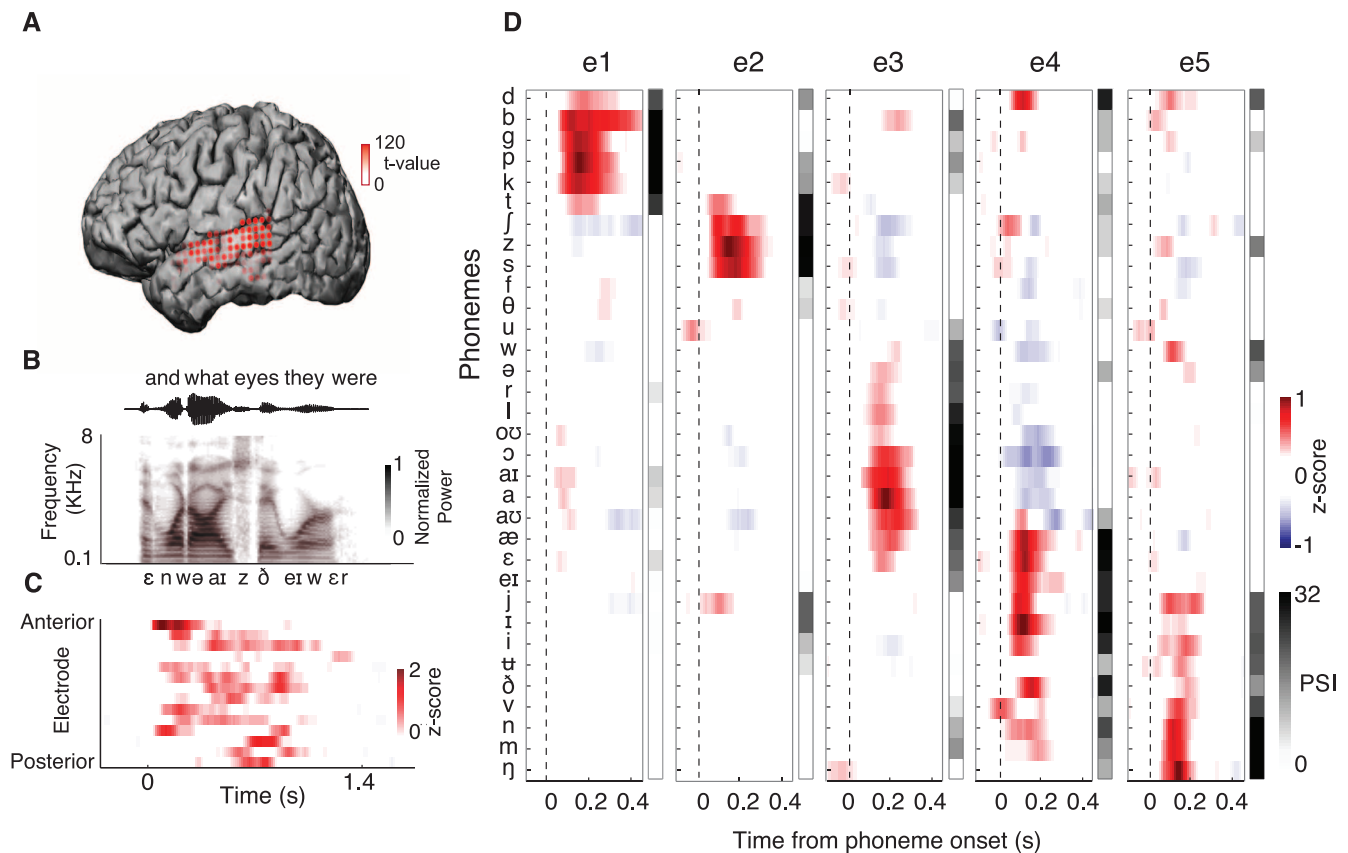 A
120
t-value
0
B
and what eyes they were
8
Frequency
(KHz)
0.1
1
Normalized
Power
0
ɛ n wə aɪ z ð eɪ w ɛr
C
Anterior
Electrode
Posterior
2
z-score
0
0 1.4
Time (s)
D
e1 e2 e3 e4 e5
Phonemes
d
b
g
p
k
t
ʃ
z
s
f
θ
u
w
ə
r
l
oʊ
ɔ
aɪ
a
aʊ
æ
ɛ
eɪ
j
ɪ
i
ʉ
ð
v
n
m
ŋ
0 0.2 0.4 0 0.2 0.4 0 0.2 0.4 0 0.2 0.4 0 0.2 0.4
Time from phoneme onset (s)
1
z-score
0
-1
32
PSI
0